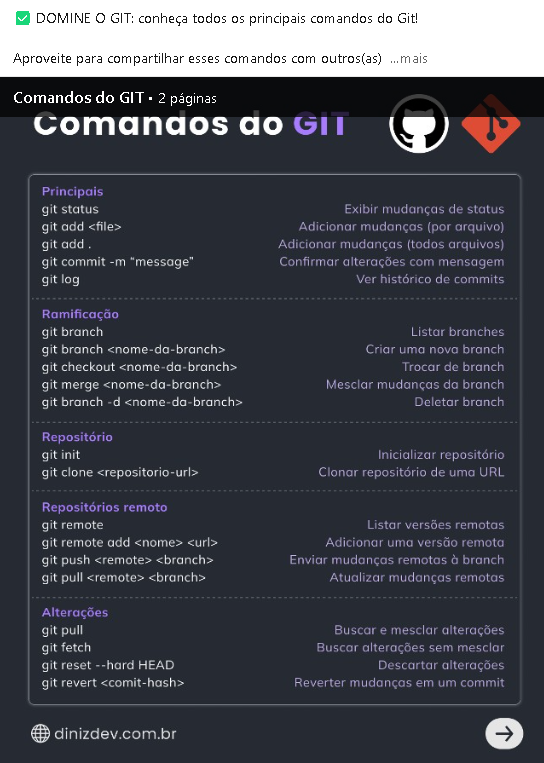 ✅ DOMINE O GIT: conheça todos os principais comandos do Git!
Aproveite para compartilhar esses comandos com outros(as) ...mais
Comandos do GIT • 2 páginas
Comandos do GIT
Principais
git status Exibir mudanças de status
git add <file> Adicionar mudanças (por arquivo)
git add . Adicionar mudanças (todos arquivos)
git commit -m “message” Confirmar alterações com mensagem
git log Ver histórico de commits
Ramificação
git branch Listar branches
git branch <nome-da-branch> Criar uma nova branch
git checkout <nome-da-branch> Trocar de branch
git merge <nome-da-branch> Mesclar mudanças da branch
git branch -d <nome-da-branch> Deletar branch
Repositório
git init Inicializar repositório
git clone <repositorio-url> Clonar repositório de uma URL
Repositórios remoto
git remote Listar versões remotas
git remote add <nome> <url> Adicionar uma versão remota
git push <remote> <branch> Enviar mudanças remotas à branch
git pull <remote> <branch> Atualizar mudanças remotas
Alterações
git pull Buscar e mesclar alterações
git fetch Buscar alterações sem mesclar
git reset --hard HEAD Descartar alterações
git revert <comit-hash> Reverter mudanças em um commit
dinizdev.com.br